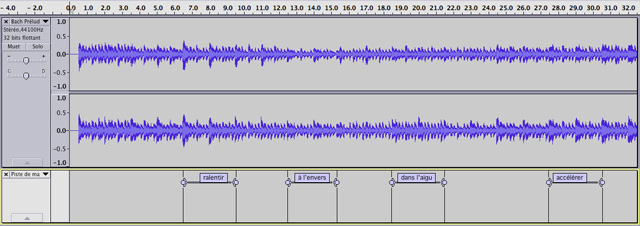 - 4.0 - 2.0 0.0 2.0 3.0 4.0 5.0 6.0 7.0 8.0 9.0 10.0 11.0 12.0 13.0 14.0 15.0 16.0 17.0 18.0 19.0 20.0 21.0 22.0 23.0 24.0 25.0 26.0 27.0 28.0 29.0 30.0 31.0 32.0
Bach Prélud
Stéréo,44100Hz
32 bits flottant
Muet Solo
- +
G D
1.0
0.5
0.0
-0.5
-1.0
1.0
0.5
0.0
-0.5
-1.0
Piste de ma
ralentir à l'envers dans l'aigu accélérer